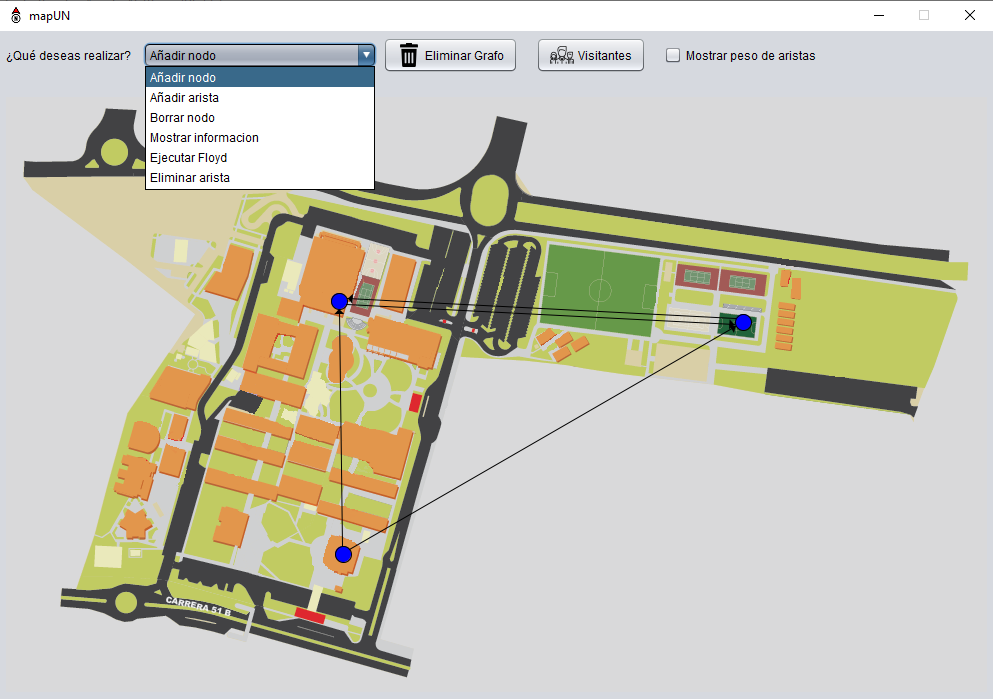 mapUN
¿Qué deseas realizar? Añadir nodo Eliminar Grafo Visitantes Mostrar peso de aristas
Añadir nodo
Añadir arista
Borrar nodo
Mostrar informacion
Ejecutar Floyd
Eliminar arista
CARRERA 51 B